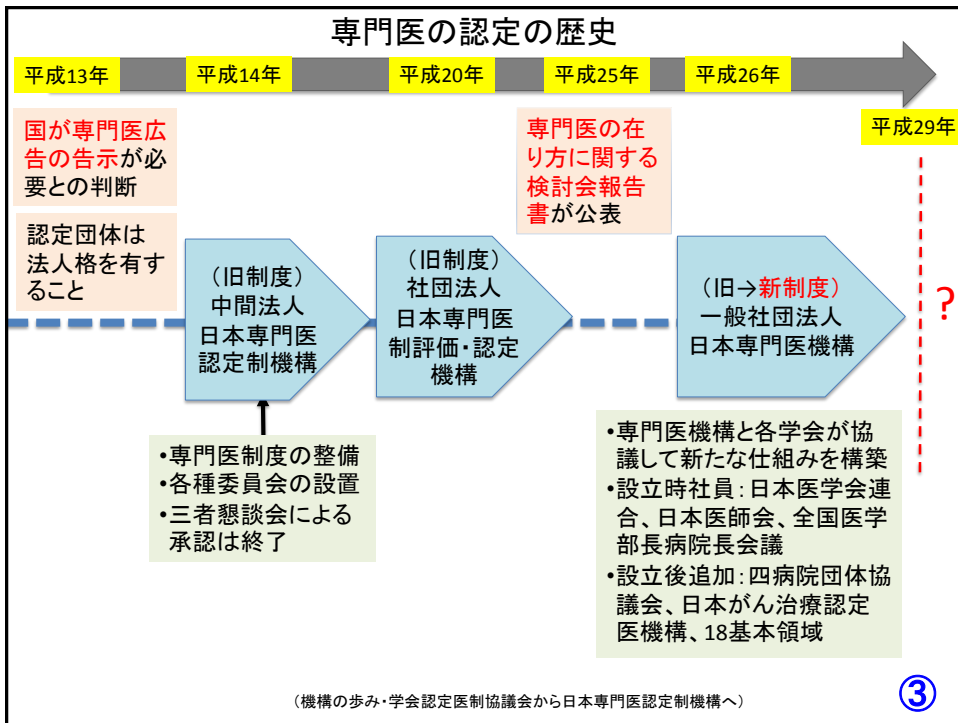 専門医の認定の歴史
平成13年
平成14年
平成20年
平成25年
平成26年
平成29年
国が専門医広
告の告示が必
要との判断
認定団体は
法人格を有す
ること
(旧制度)
中間法人
日本専門医
認定制機構
・専門医制度の整備
・各種委員会の設置
・三者懇談会による
承認は終了
(旧制度)
社団法人
日本専門医
制評価・認定
機構
専門医の在
り方に関する
検討会報告
書が公表
(旧→新制度)
一般社団法人
日本専門医機構
?
・専門医機構と各学会が協
議して新たな仕組みを構築
・設立時社員:日本医学会連
合、日本医師会、全国医学
部長病院長会議
・設立後追加:四病院団体協
議会、日本がん治療認定
医機構、18基本領域
(機構の歩み・学会認定医制協議会から日本専門医認定制機構へ)
③